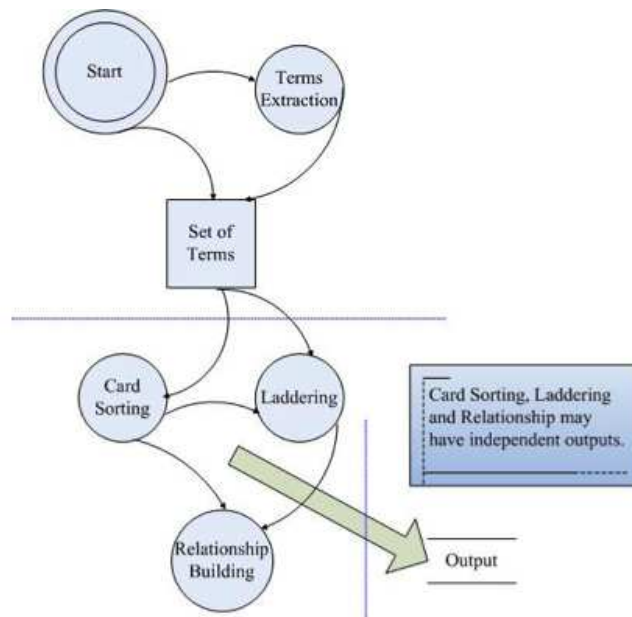 Start
Terms
Extraction
Set of
Terms
Card
Sorting
Laddering
Card Sorting, Laddering
and Relationship may
have independent outputs.
Relationship
Building
Output